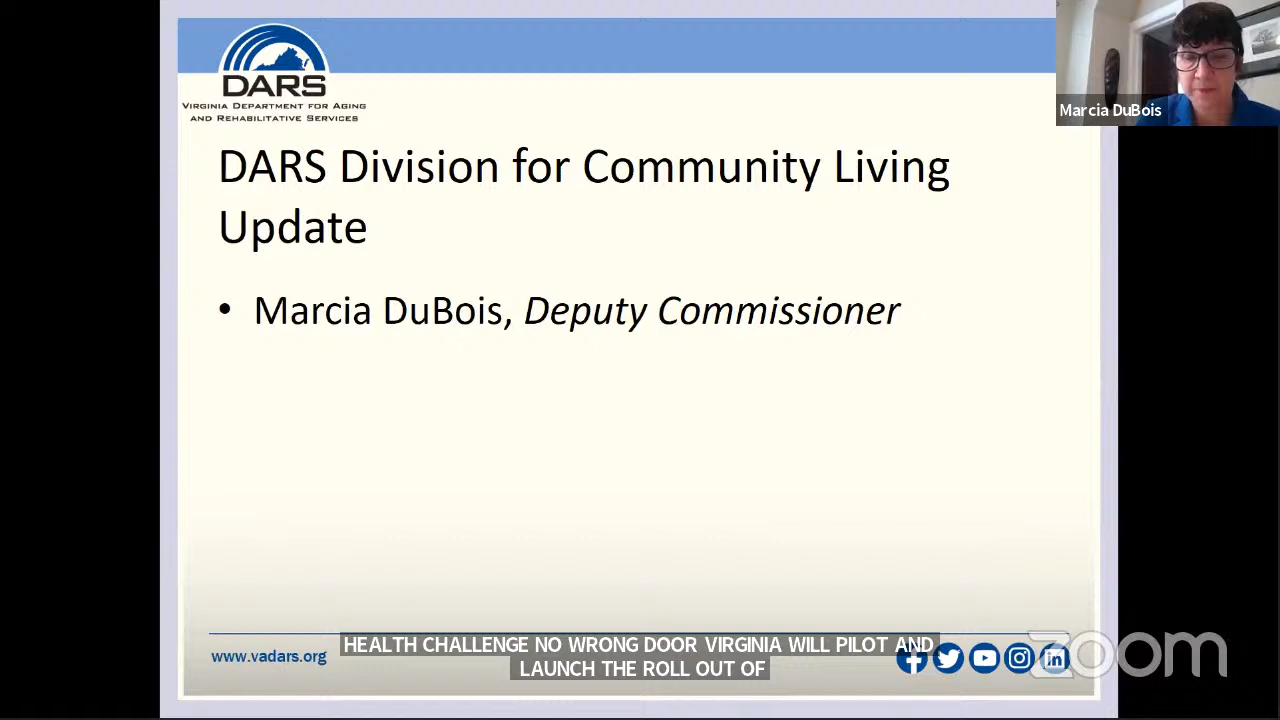 DARS
VIRGINIA DEPARTMENT FOR AGING
AND REHABILITATIVE SERVICES
Marcia DuBois
DARS Division for Community Living
Update
• Marcia DuBois, Deputy Commissioner
HEALTH CHALLENGE NO WRONG DOOR VIRGINIA WILL PILOT AND
LAUNCH THE ROLL OUT OF
www.vadars.org
zoom